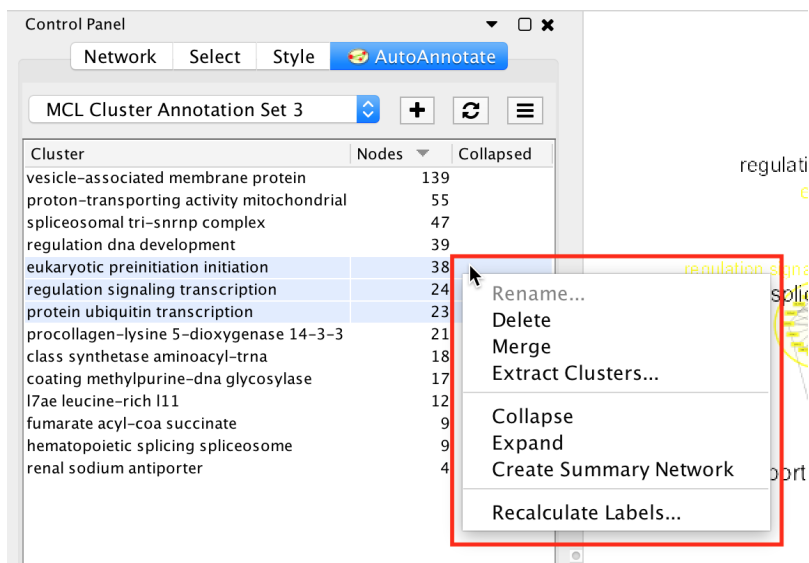 Control Panel
Network Select Style AutoAnnotate
MCL Cluster Annotation Set 3
Cluster Nodes Collapsed
vesicle-associated membrane protein 139
proton-transporting activity mitochondrial 55
spliceosomal tri-snrnp complex 47
regulation dna development 39
eukaryotic preinitiation initiation 38
regulation signaling transcription 24
protein ubiquitin transcription 23
procollagen-lysine 5-dioxygenase 14-3-3 21
class synthetase aminoacyl-trna 18
coating methylpurine-dna glycosylase 17
l7ae leucine-rich l11 12
fumarate acyl-coa succinate 9
hematopoietic splicing spliceosome 9
renal sodium antiporter 4
Rename...
Delete
Merge
Extract Clusters...
Collapse
Expand
Create Summary Network
Recalculate Labels...
regulati
regulation signa
splic
port